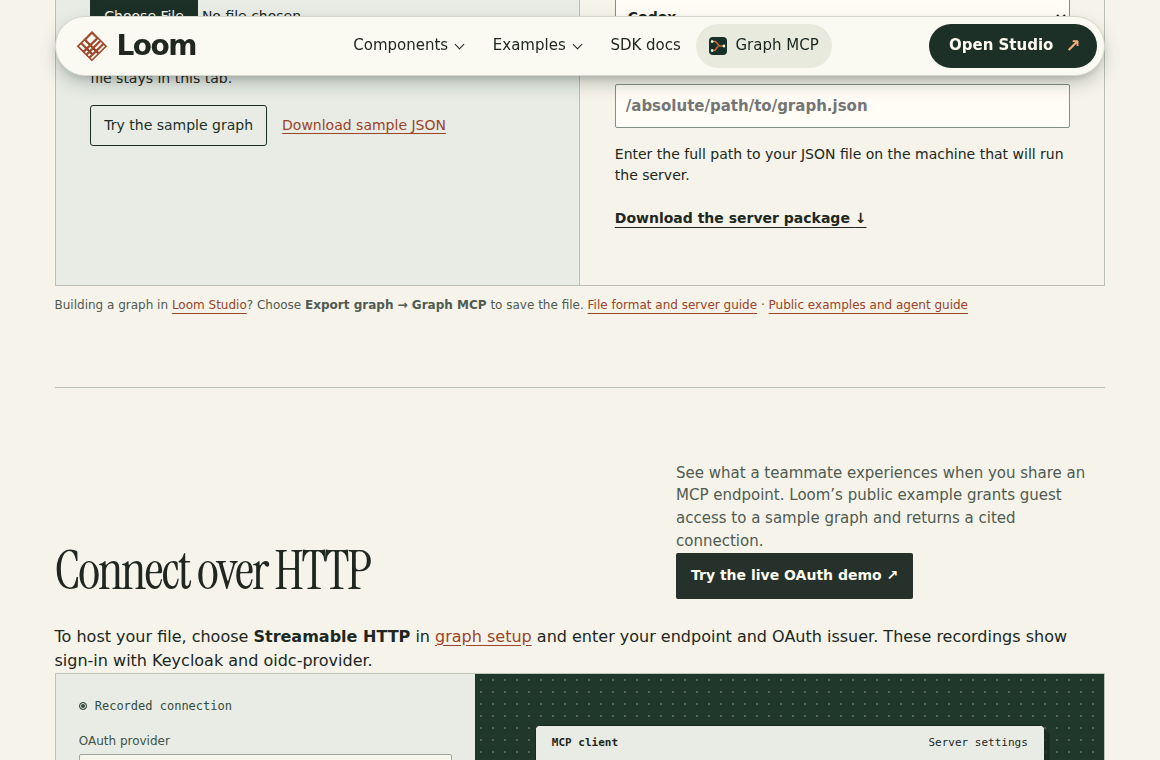 Choose File No file chosen
Codex
Loom
Components
Examples
SDK docs
Graph MCP
Open Studio ↗
file stays in this tab.
Try the sample graph
Download sample JSON
/absolute/path/to/graph.json
Enter the full path to your JSON file on the machine that will run
the server.
Download the server package ↓
Building a graph in Loom Studio? Choose Export graph → Graph MCP to save the file. File format and server guide · Public examples and agent guide
See what a teammate experiences when you share an
MCP endpoint. Loom’s public example grants guest
access to a sample graph and returns a cited
connection.
Connect over HTTP
Try the live OAuth demo ↗
To host your file, choose Streamable HTTP in graph setup and enter your endpoint and OAuth issuer. These recordings show
sign-in with Keycloak and oidc-provider.
Recorded connection
OAuth provider
MCP client
Server settings